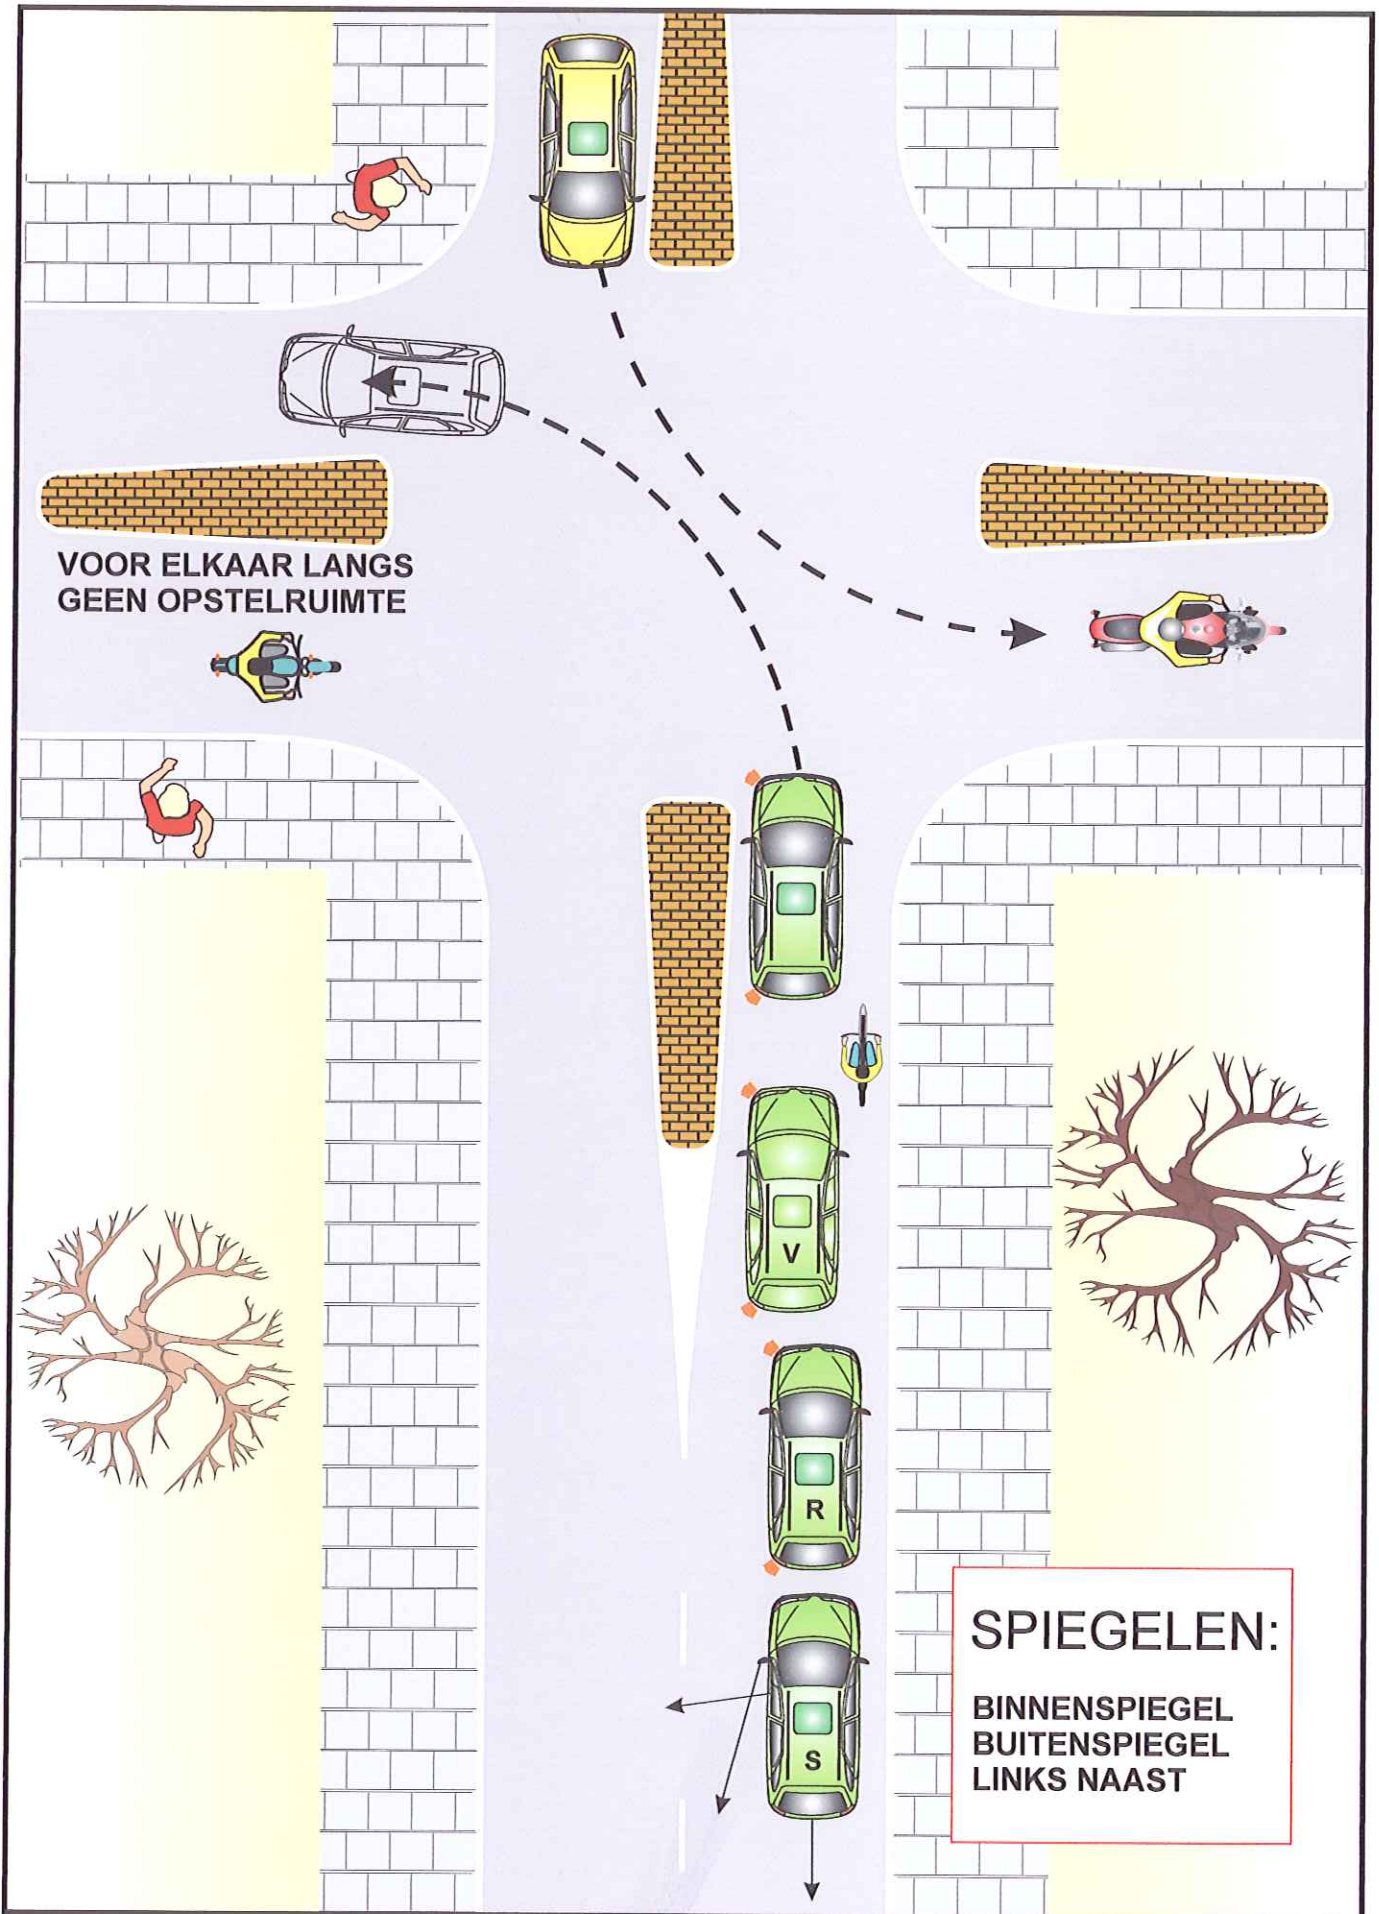 VOOR ELKAAR LANGS
GEEN OPSTELRUIMTE
V
R
S
SPIEGELEN:
BINNENSPIEGEL
BUITENSPIEGEL
LINKS NAAST